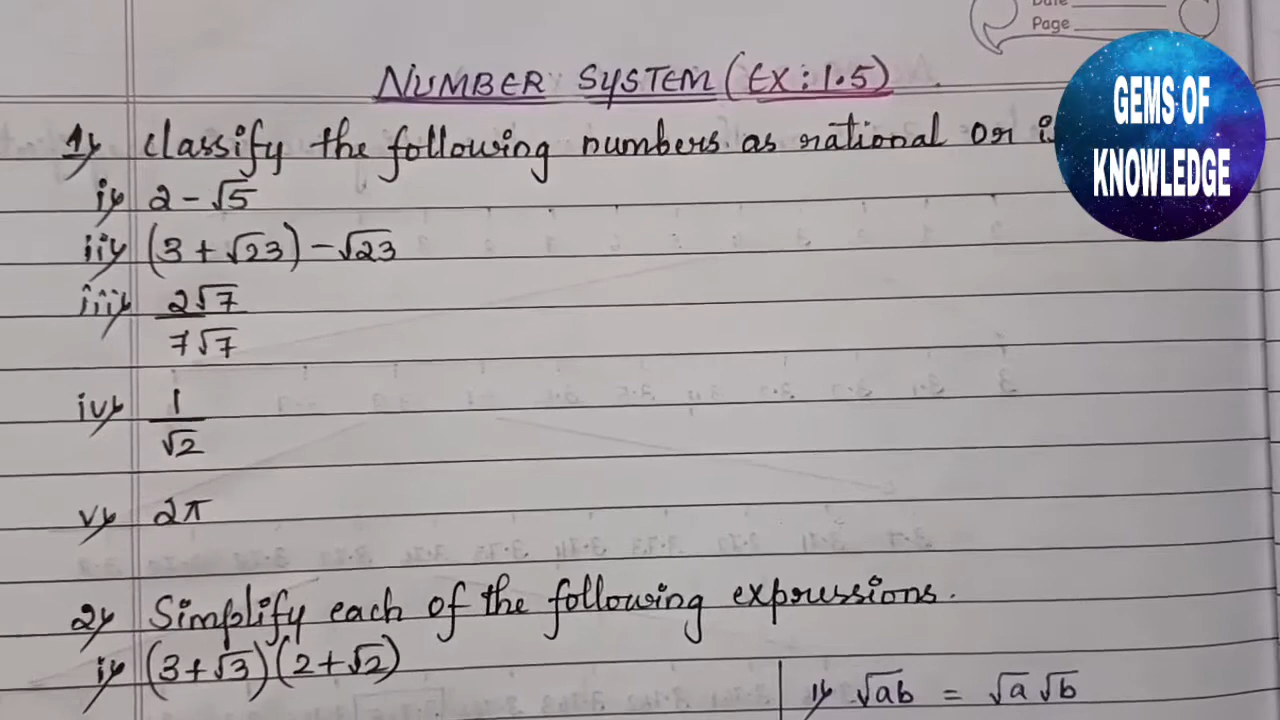 Date
Page
NUMBER SYSTEM (EX: 1.5)
GEMS OF
KNOWLEDGE
1) Classify the following numbers as rational or
i) 2 - √5
ii) (3 + √23) - √23
iii) 2√7
7√7
iv) 1
√2
v) 2π
2) Simplify each of the following expressions.
i) (3+√3)(2+√2)
1) √ab = √a √b